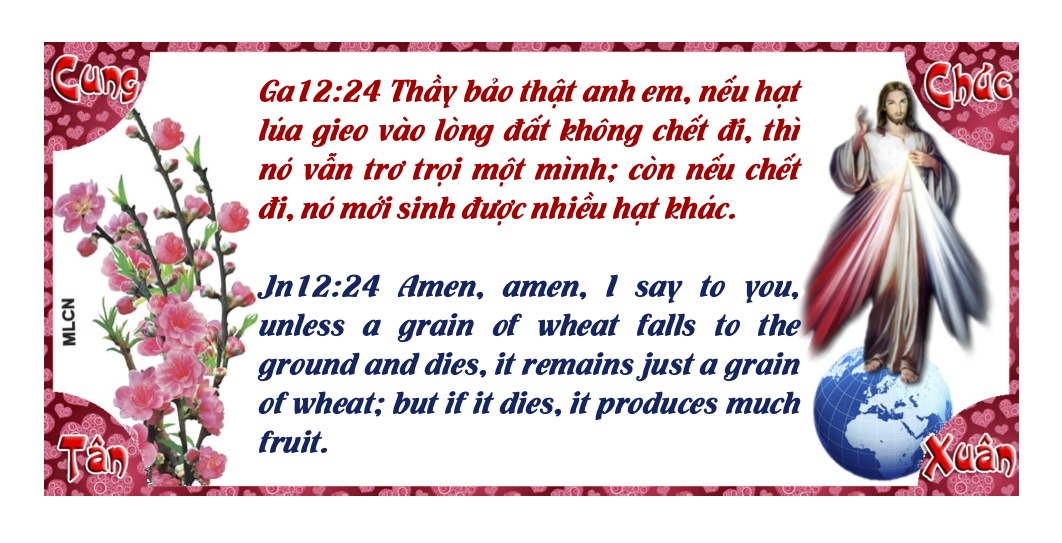 Cung
Chúc
Ga12:24 Thầy bảo thật anh em, nếu hạt
lúa gieo vào lòng đất không chết đi, thì
nó vẫn trơ trọi một mình; còn nếu chết
đi, nó mới sinh được nhiều hạt khác.
Jn12:24 Amen, amen, I say to you,
unless a grain of wheat falls to the
ground and dies, it remains just a grain
of wheat; but if it dies, it produces much
fruit.
MLCN
Tân
Xuân